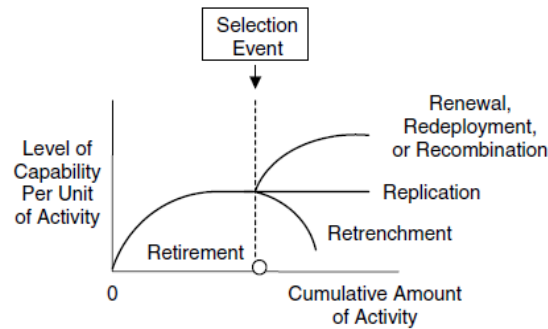 Selection
Event
Level of
Capability
Per Unit
of Activity
Renewal,
Redeployment,
or Recombination
Replication
Retrenchment
Retirement
0
Cumulative Amount
of Activity